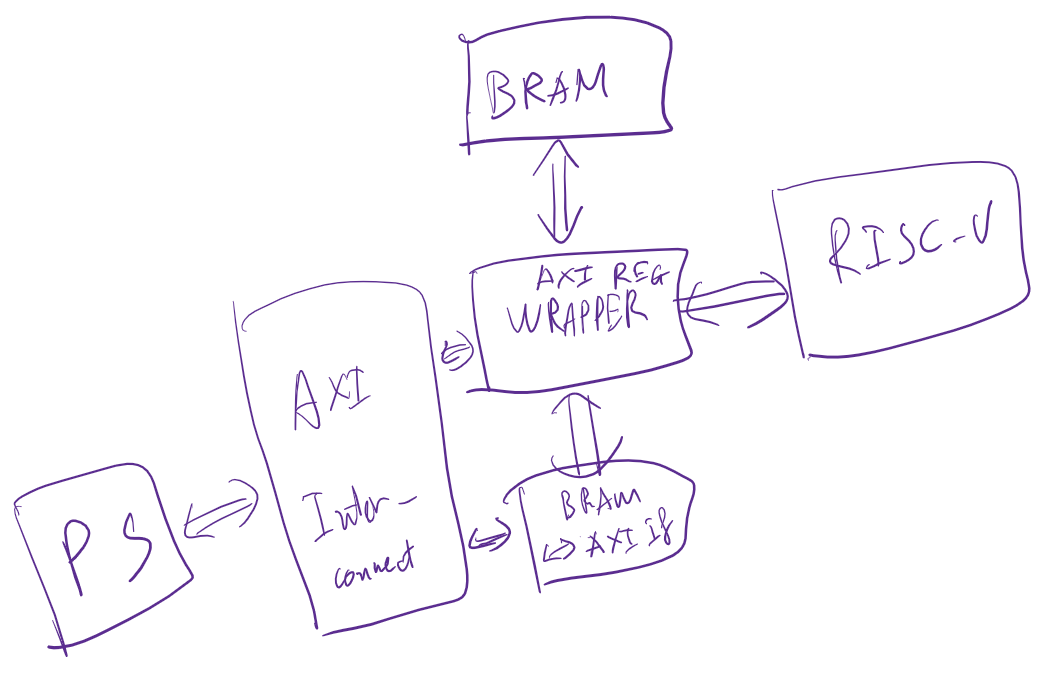 BRAM
RISC-V
AXI REG
WRAPPER
AXI
Inter-
connect
BRAM
<-> AXI if
PS